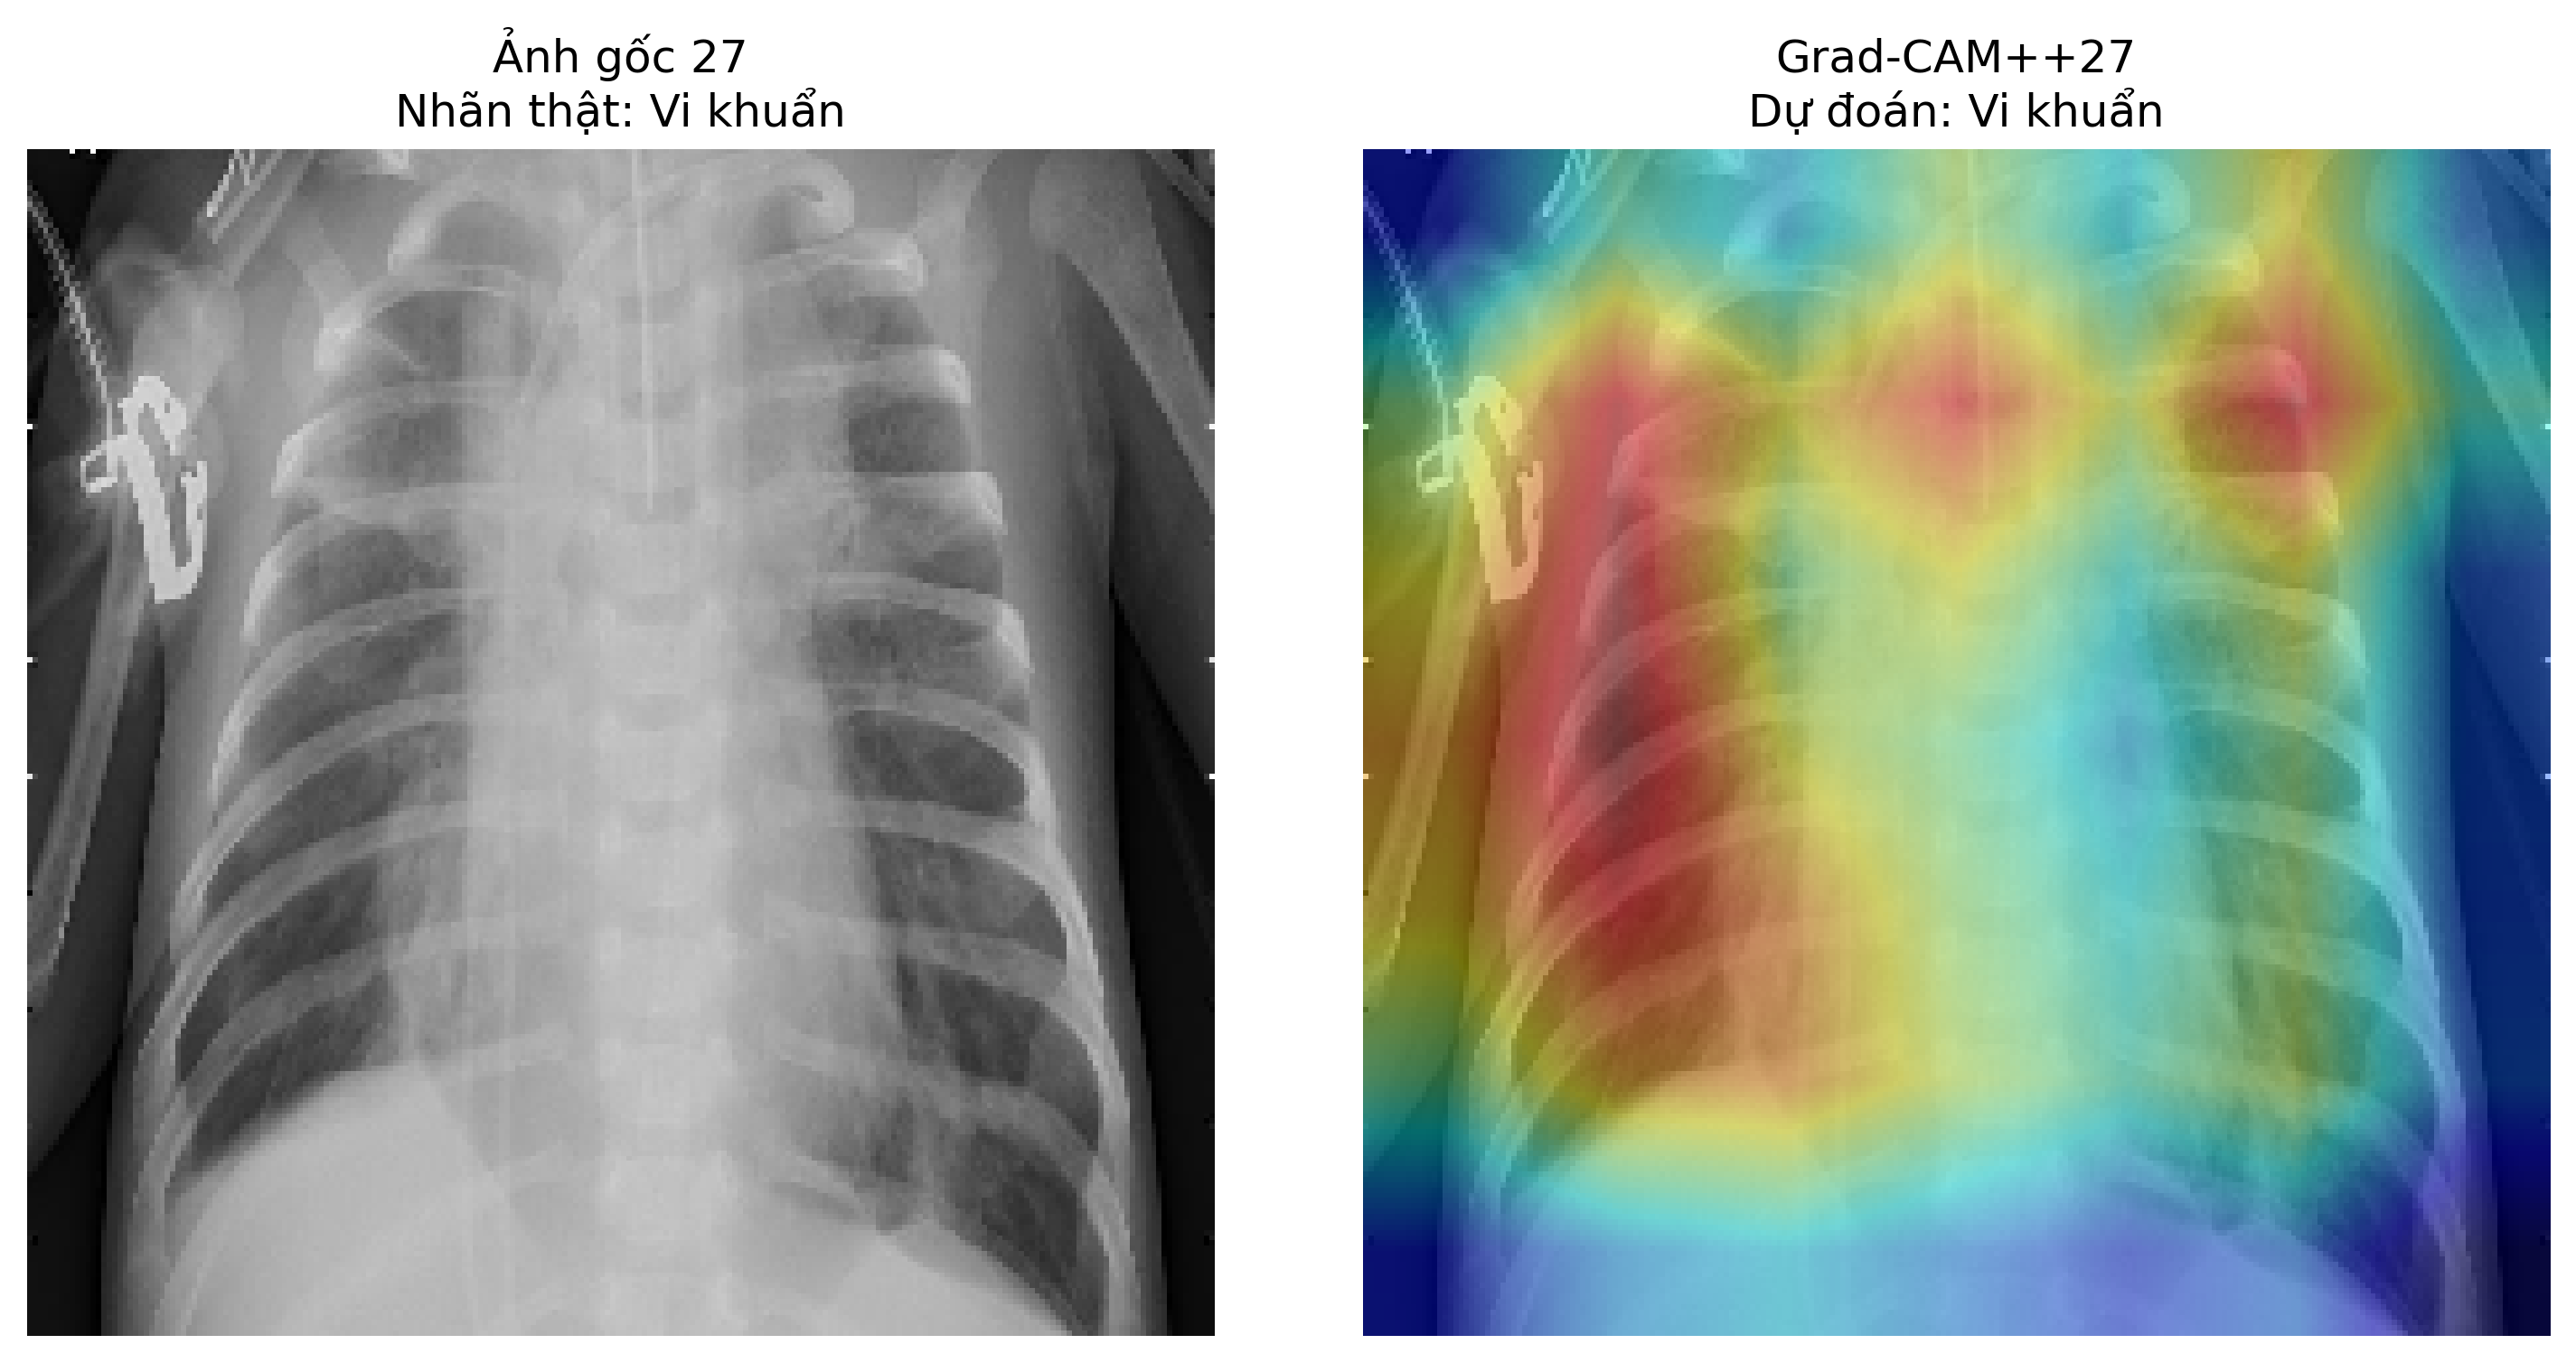 Ảnh gốc 27
Nhãn thật: Vi khuẩn
Grad-CAM++27
Dự đoán: Vi khuẩn